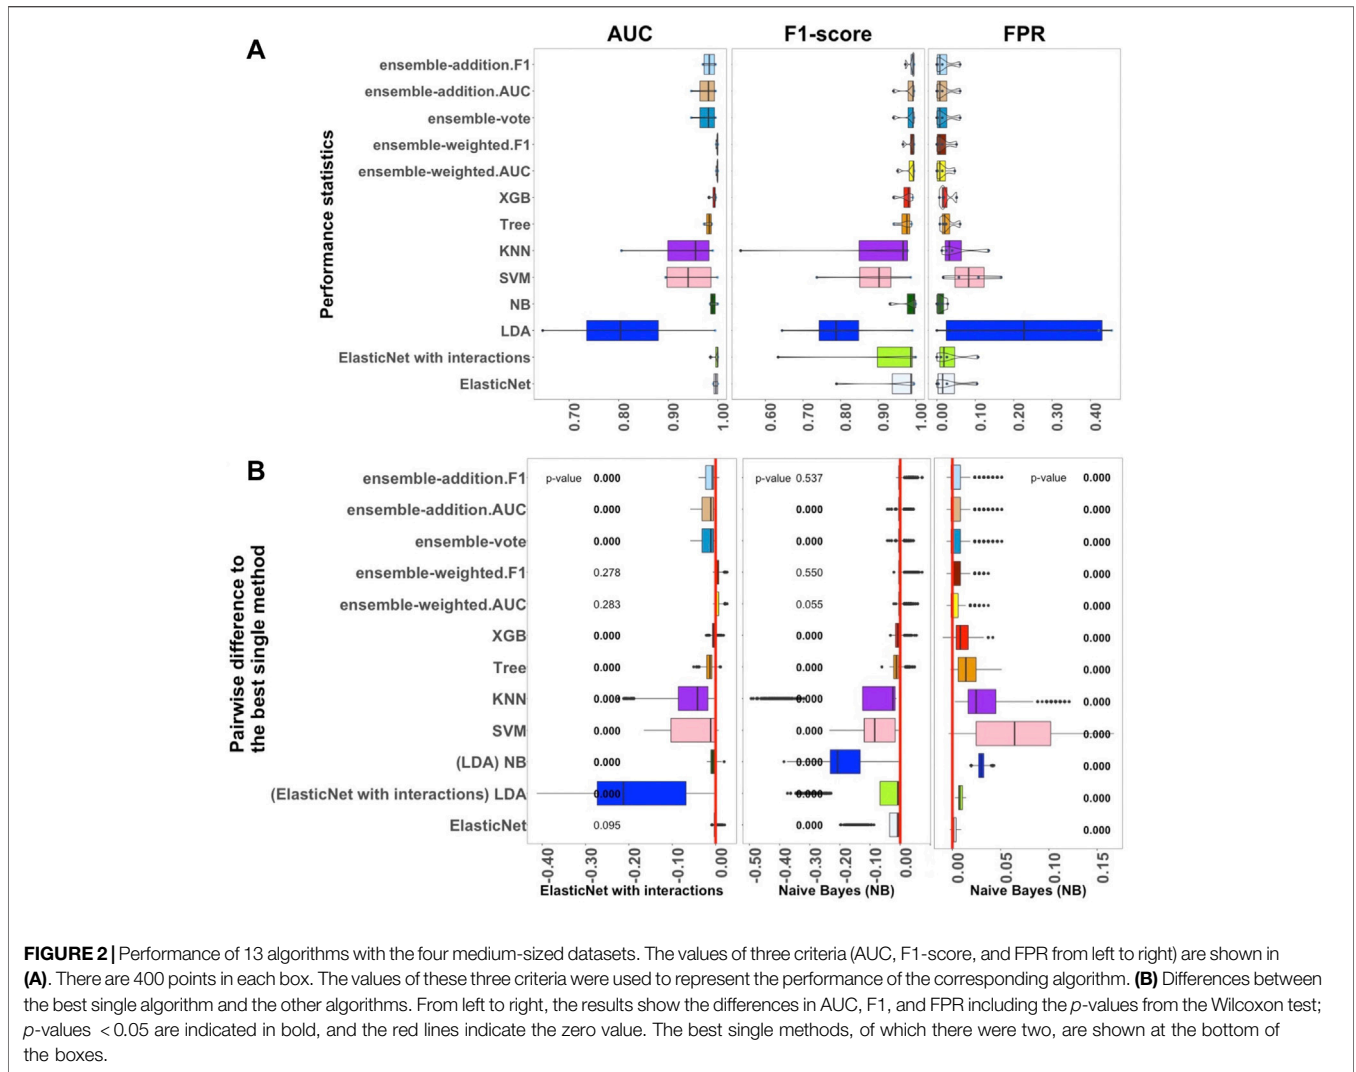 A
AUC F1-score FPR
Performance statistics
ensemble-addition.F1
ensemble-addition.AUC
ensemble-vote
ensemble-weighted.F1
ensemble-weighted.AUC
XGB
Tree
KNN
SVM
NB
LDA
ElasticNet with interactions
ElasticNet
0.70 0.80 0.90 1.00 0.60 0.70 0.80 0.90 1.00 0.00 0.10 0.20 0.30 0.40
B
Pairwise difference to
the best single method
ensemble-addition.F1 p-value 0.000 p-value 0.537 p-value 0.000
ensemble-addition.AUC 0.000 0.000 0.000
ensemble-vote 0.000 0.000 0.000
ensemble-weighted.F1 0.278 0.550 0.000
ensemble-weighted.AUC 0.283 0.055 0.000
XGB 0.000 0.000 0.000
Tree 0.000 0.000 0.000
KNN 0.000 0.000 0.000
SVM 0.000 0.000 0.000
(LDA) NB 0.000 0.000 0.000
(ElasticNet with interactions) LDA 0.000 0.000 0.000
ElasticNet 0.095 0.000 0.000
-0.40 -0.30 -0.20 -0.10 0.00 -0.50 -0.40 -0.30 -0.20 -0.10 0.00 0.00 0.05 0.10 0.15
ElasticNet with interactions Naive Bayes (NB) Naive Bayes (NB)
FIGURE 2 | Performance of 13 algorithms with the four medium-sized datasets. The values of three criteria (AUC, F1-score, and FPR from left to right) are shown in
(A). There are 400 points in each box. The values of these three criteria were used to represent the performance of the corresponding algorithm. (B) Differences between
the best single algorithm and the other algorithms. From left to right, the results show the differences in AUC, F1, and FPR including the p-values from the Wilcoxon test;
p-values <0.05 are indicated in bold, and the red lines indicate the zero value. The best single methods, of which there were two, are shown at the bottom of
the boxes.